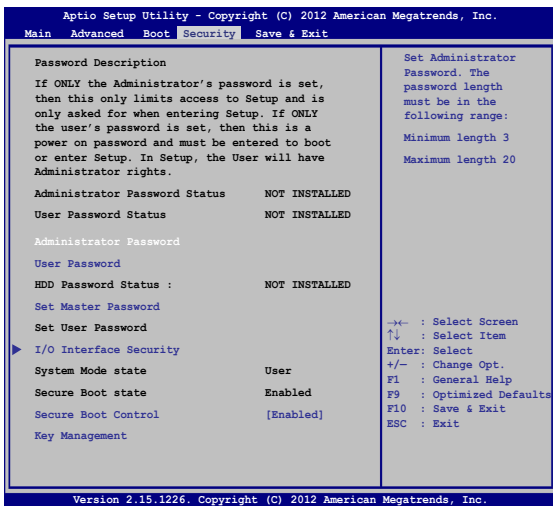 Aptio Setup Utility - Copyright (C) 2012 American Megatrends, Inc.
Main Advanced Boot Security Save & Exit
Password Description
If ONLY the Administrator's password is set,
then this only limits access to Setup and is
only asked for when entering Setup. If ONLY
the user's password is set, then this is a
power on password and must be entered to boot
or enter Setup. In Setup, the User will have
Administrator rights.
Administrator Password Status NOT INSTALLED
User Password Status NOT INSTALLED
Administrator Password
User Password
HDD Password Status : NOT INSTALLED
Set Master Password
Set User Password
I/O Interface Security
System Mode state User
Secure Boot state Enabled
Secure Boot Control [Enabled]
Key Management
Set Administrator
Password. The
password length
must be in the
following range:
Minimum length 3
Maximum length 20
→← : Select Screen
↑↓ : Select Item
Enter: Select
+/— : Change Opt.
F1 : General Help
F9 : Optimized Defaults
F10 : Save & Exit
ESC : Exit
Version 2.15.1226. Copyright (C) 2012 American Megatrends, Inc.